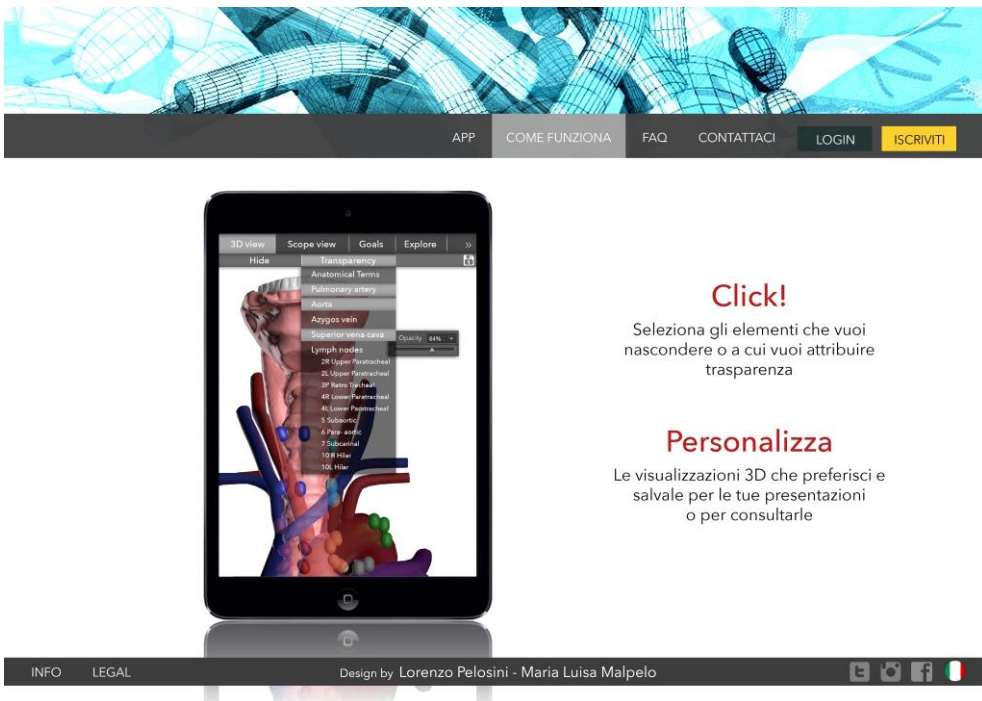 APP COME FUNZIONA FAQ CONTATTACI LOGIN ISCRIVITI
3D view Scope view Goals Explore »
Hide Transparency
Anatomical Terms
Pulmonary artery
Aorta
Azygos vein
Superior vena cava
Opacity 64%
Lymph nodes
2R Upper Paratracheal
2L Upper Paratracheal
3P Retro Tracheal
4R Lower Paratracheal
4L Lower Paratracheal
5 Subaortic
6 Para- aortic
7 Subcarinal
10 R Hilar
10L Hilar
Click!
Seleziona gli elementi che vuoi
nascondere o a cui vuoi attribuire
trasparenza
Personalizza
Le visualizzazioni 3D che preferisci e
salvale per le tue presentazioni
o per consultarle
INFO LEGAL Design by Lorenzo Pelosini - Maria Luisa Malpelo